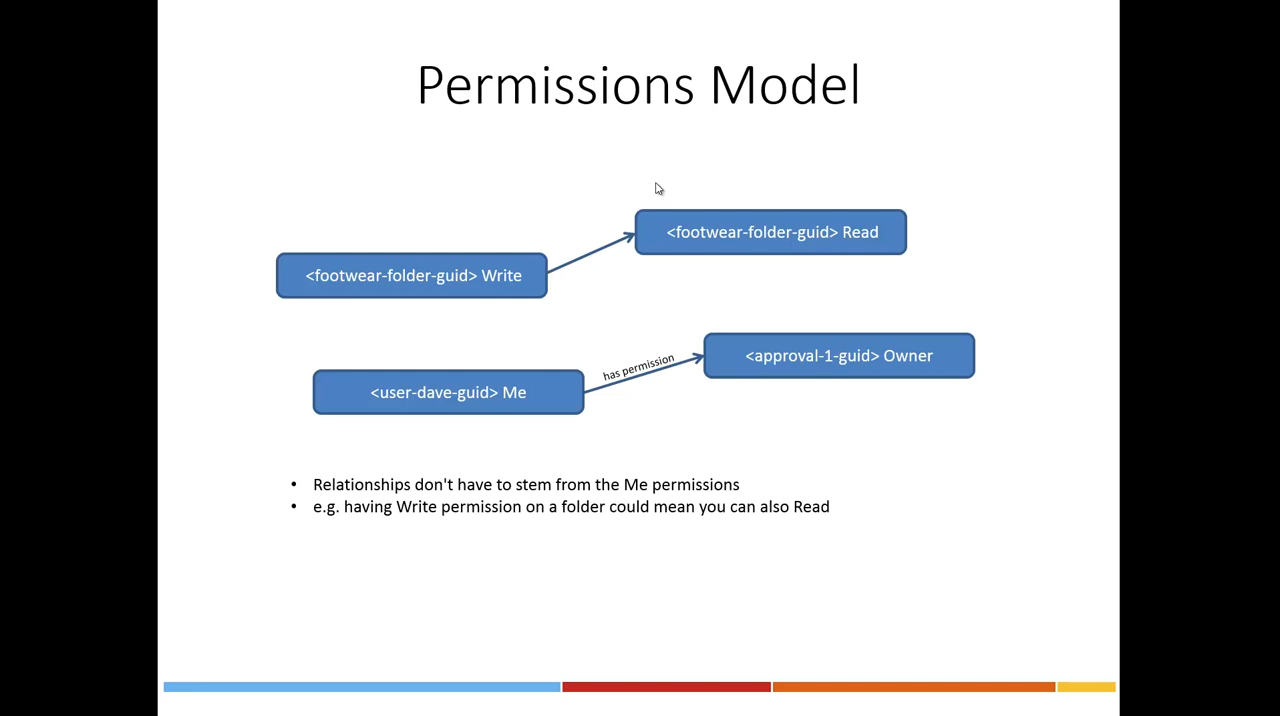 Permissions Model
<footwear-folder-guid> Read
<footwear-folder-guid> Write
<approval-1-guid> Owner
has permission
<user-dave-guid> Me
• Relationships don't have to stem from the Me permissions
• e.g. having Write permission on a folder could mean you can also Read